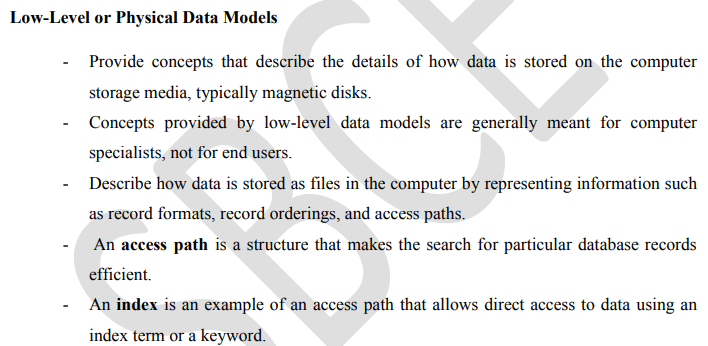 Low-Level or Physical Data Models
- Provide concepts that describe the details of how data is stored on the computer
storage media, typically magnetic disks.
- Concepts provided by low-level data models are generally meant for computer
specialists, not for end users.
- Describe how data is stored as files in the computer by representing information such
as record formats, record orderings, and access paths.
- An access path is a structure that makes the search for particular database records
efficient.
- An index is an example of an access path that allows direct access to data using an
index term or a keyword.
SBCE